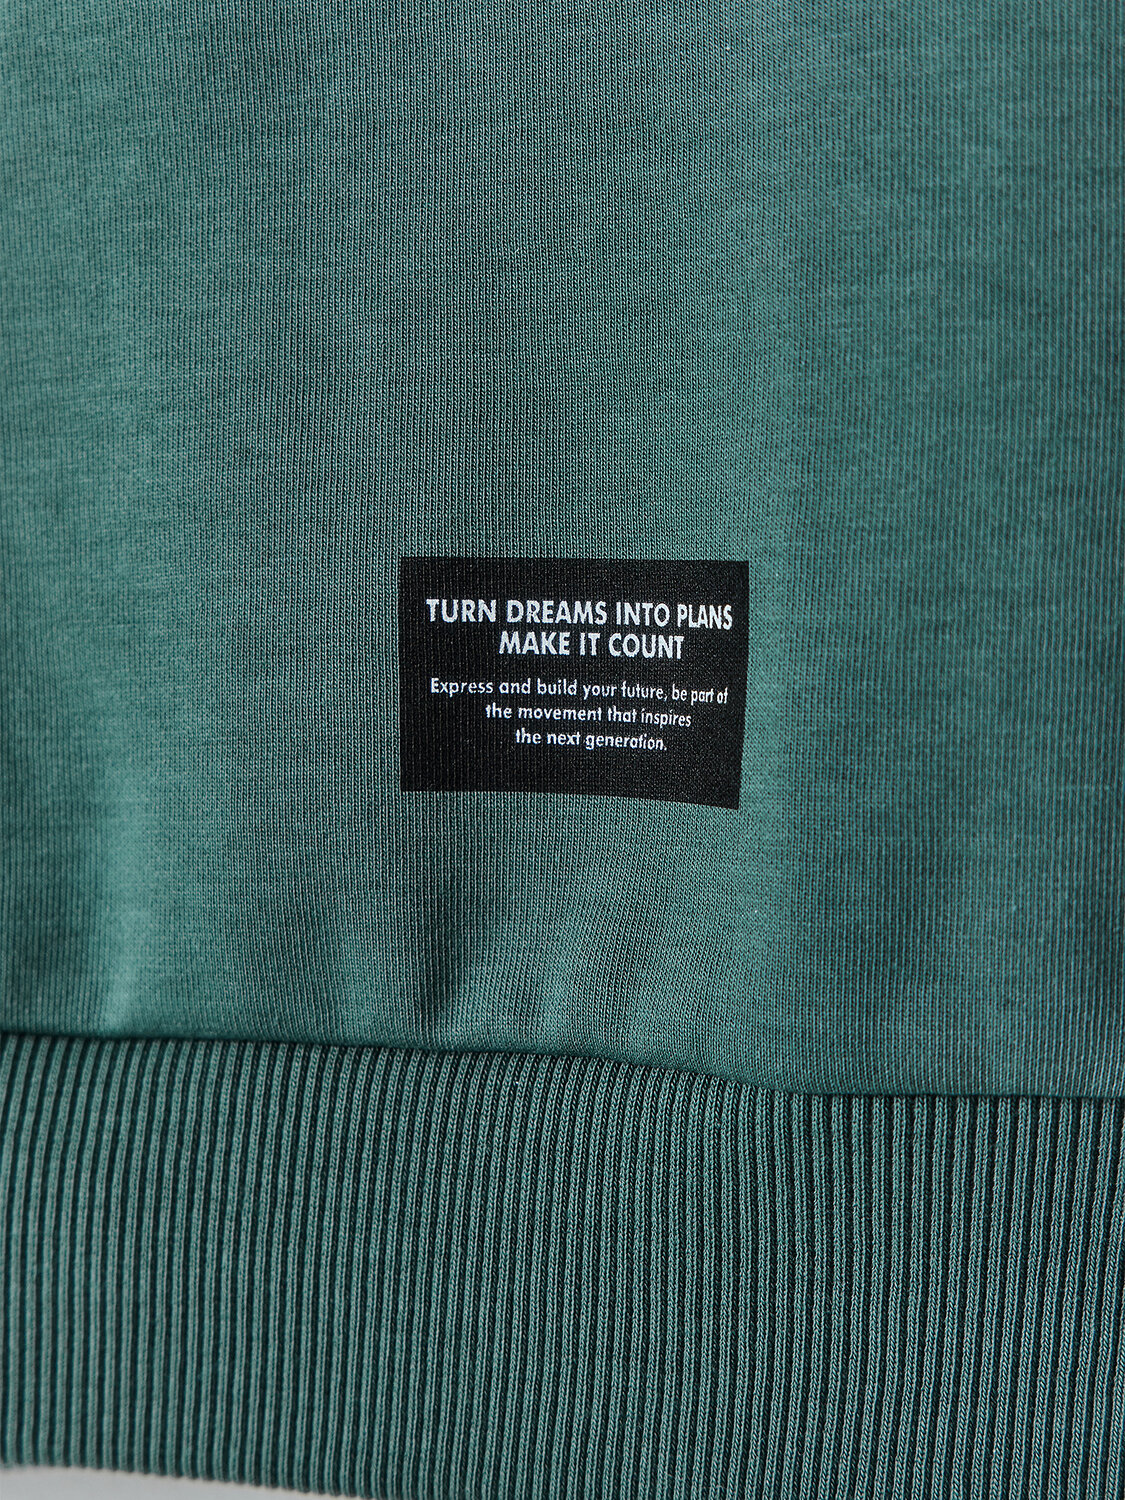 TURN DREAMS INTO PLANS
MAKE IT COUNT
Express and build your future, be part of
the movement that inspires
the next generation.